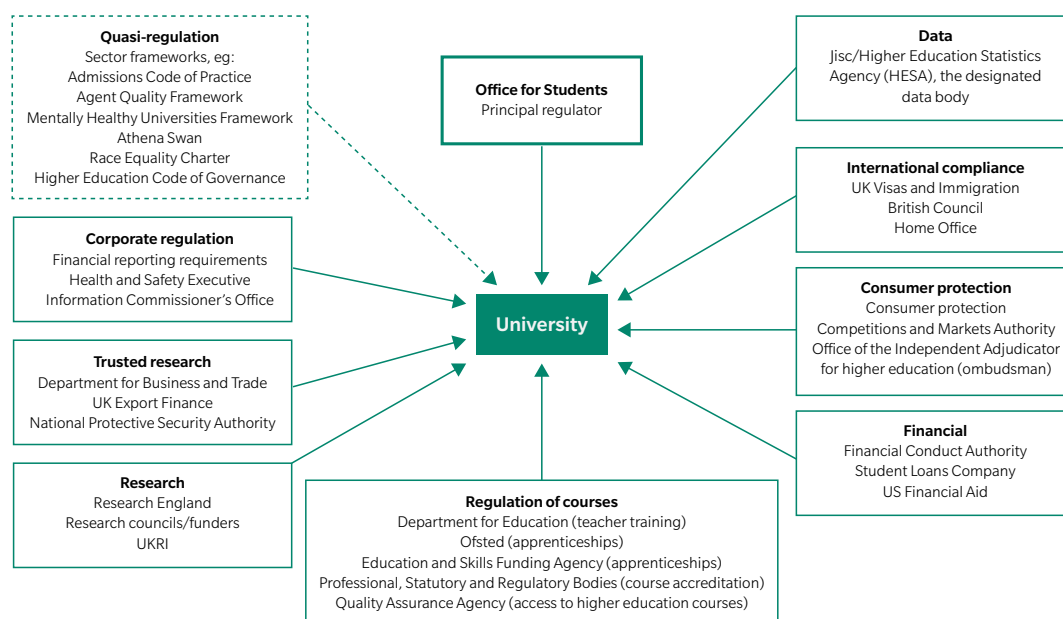 Quasi-regulation
Sector frameworks, eg:
Admissions Code of Practice
Agent Quality Framework
Mentally Healthy Universities Framework
Athena Swan
Race Equality Charter
Higher Education Code of Governance
Office for Students
Principal regulator
Data
Jisc/Higher Education Statistics
Agency (HESA), the designated
data body
International compliance
UK Visas and Immigration
British Council
Home Office
Corporate regulation
Financial reporting requirements
Health and Safety Executive
Information Commissioner's Office
University
Consumer protection
Consumer protection
Competitions and Markets Authority
Office of the Independent Adjudicator
for higher education (ombudsman)
Trusted research
Department for Business and Trade
UK Export Finance
National Protective Security Authority
Financial
Financial Conduct Authority
Student Loans Company
US Financial Aid
Research
Research England
Research councils/funders
UKRI
Regulation of courses
Department for Education (teacher training)
Ofsted (apprenticeships)
Education and Skills Funding Agency (apprenticeships)
Professional, Statutory and Regulatory Bodies (course accreditation)
Quality Assurance Agency (access to higher education courses)